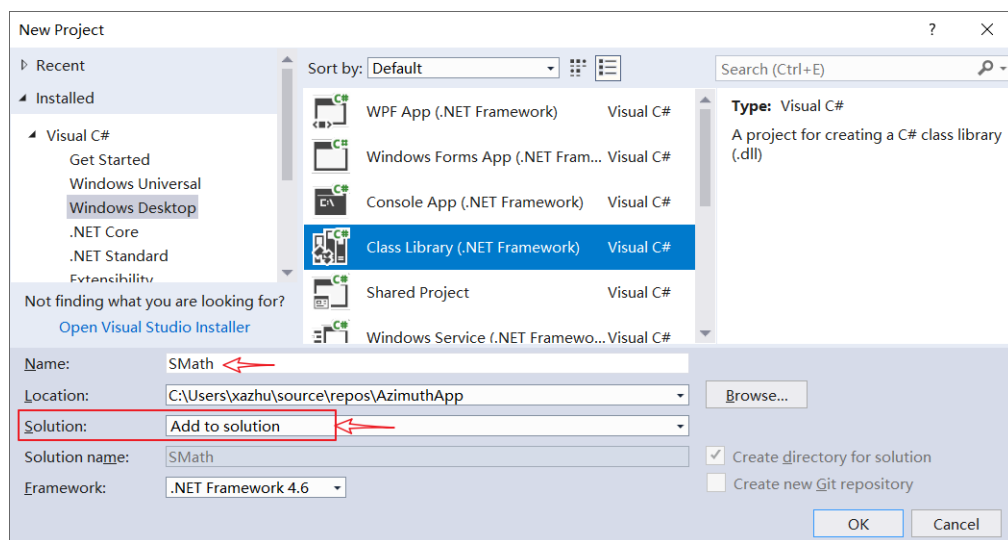 New Project
?
Recent
Installed
Visual C#
Get Started
Windows Universal
Windows Desktop
.NET Core
.NET Standard
Extensibility
Not finding what you are looking for?
Open Visual Studio Installer
Sort by: Default
WPF App (.NET Framework) Visual C#
Windows Forms App (.NET Fram... Visual C#
Console App (.NET Framework) Visual C#
Class Library (.NET Framework) Visual C#
Shared Project Visual C#
Windows Service (.NET Framewo... Visual C#
Search (Ctrl+E)
Type: Visual C#
A project for creating a C# class library
(.dll)
Name: SMath
Location: C:\Users\xazhu\source\repos\AzimuthApp Browse...
Solution: Add to solution
Solution name: SMath Create directory for solution
Framework: .NET Framework 4.6 Create new Git repository
OK Cancel